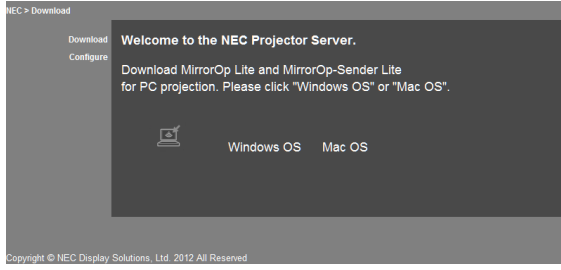 NEC > Download
Download
Configure
Welcome to the NEC Projector Server.
Download MirrorOp Lite and MirrorOp-Sender Lite
for PC projection. Please click "Windows OS" or "Mac OS".
Windows OS Mac OS
Copyright © NEC Display Solutions, Ltd. 2012 All Reserved